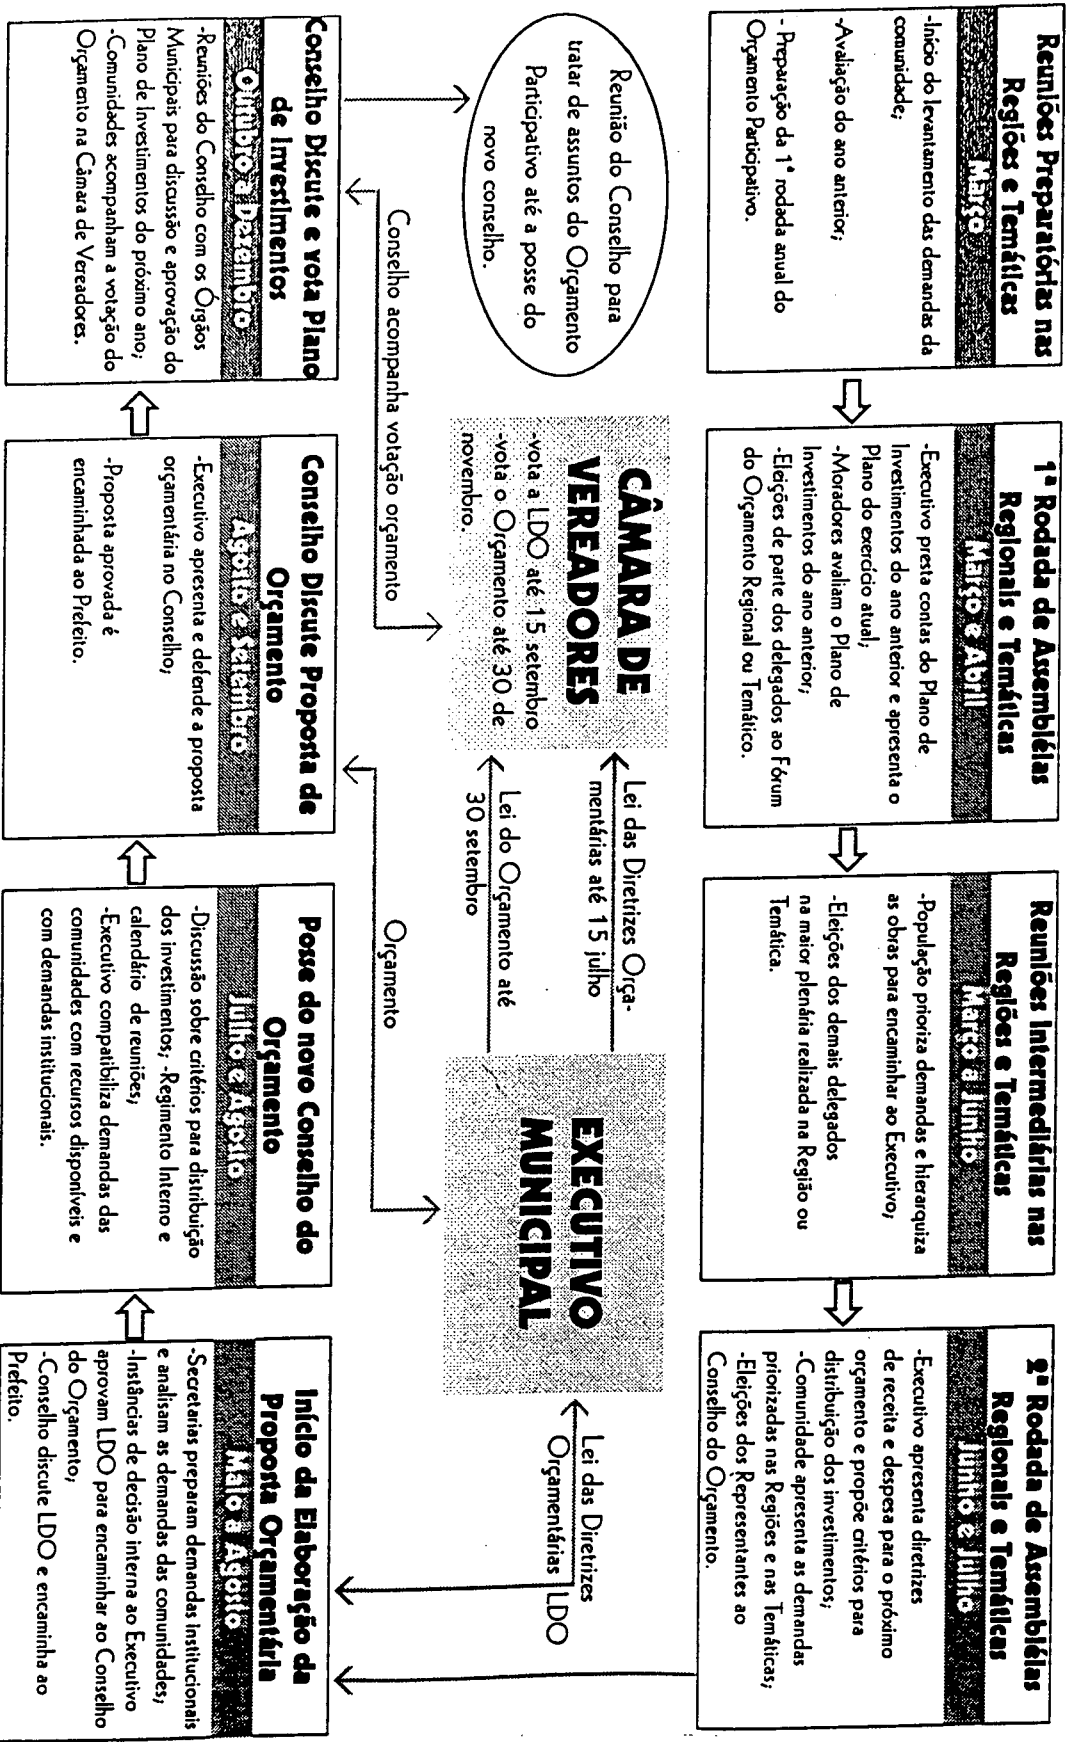 Reuniões Preparatórias nas
Regiões e Temáticas
Março
-Início do levantamento das demandas da
comunidade;
-Avaliação do ano anterior;
- Preparação da 1ª rodada anual do
Orçamento Participativo.
1ª Rodada de Assembléias
Regionais e Temáticas
Março e Abril
-Executivo presta contas do Plano de
Investimentos do ano anterior e apresenta o
Plano do exercício atual;
-Moradores avaliam o Plano de
Investimentos do ano anterior;
-Eleições de parte dos delegados ao Fórum
do Orçamento Regional ou Temático.
Reuniões Intermediárias nas
Regiões e Temáticas
Março a Junho
-População prioriza demandas e hierarquiza
as obras para encaminhar ao Executivo;
-Eleições dos demais delegados
na maior plenária realizada na Região ou
Temática.
2ª Rodada de Assembléias
Regionais e Temáticas
Junho e Julho
-Executivo apresenta diretrizes
de receita e despesa para o próximo
orçamento e propõe critérios para
distribuição dos investimentos;
-Comunidade apresenta as demandas
priorizadas nas Regiões e nas Temáticas;
-Eleições dos Representantes ao
Conselho do Orçamento.
Reunião do Conselho para
tratar de assuntos do Orçamento
Participativo até a posse do
novo conselho.
CÂMARA DE
VEREADORES
-vota a LDO até 15 setembro
-vota o Orçamento até 30 de
novembro.
Lei das Diretrizes Orça-
mentárias até 15 julho
Lei do Orçamento até
30 setembro
EXECUTIVO
MUNICIPAL
Lei das Diretrizes
Orçamentárias LDO
Conselho acompanha votação orçamento
Orçamento
Conselho Discute e vota Plano
de Investimentos
Outubro a Dezembro
-Reuniões do Conselho com os Órgãos
Municipais para discussão e aprovação do
Plano de Investimentos do próximo ano;
-Comunidades acompanham a votação do
Orçamento na Câmara de Vereadores.
Conselho Discute Proposta de
Orçamento
Agosto e Setembro
-Executivo apresenta e defende a proposta
orçamentária no Conselho;
-Proposta aprovada é
encaminhada ao Prefeito.
Posse do novo Conselho do
Orçamento
Julho e Agosto
-Discussão sobre critérios para distribuição
dos investimentos; -Regimento Interno e
calendário de reuniões;
-Executivo compatibiliza demandas das
comunidades com recursos disponíveis e
com demandas institucionais.
Início da Elaboração da
Proposta Orçamentária
Maio a Agosto
-Secretarias preparam demandas Institucionais
e analisam as demandas das comunidades;
-Instâncias de decisão interna ao Executivo
aprovam LDO para encaminhar ao Conselho
do Orçamento;
-Conselho discute LDO e encaminha ao
Prefeito.